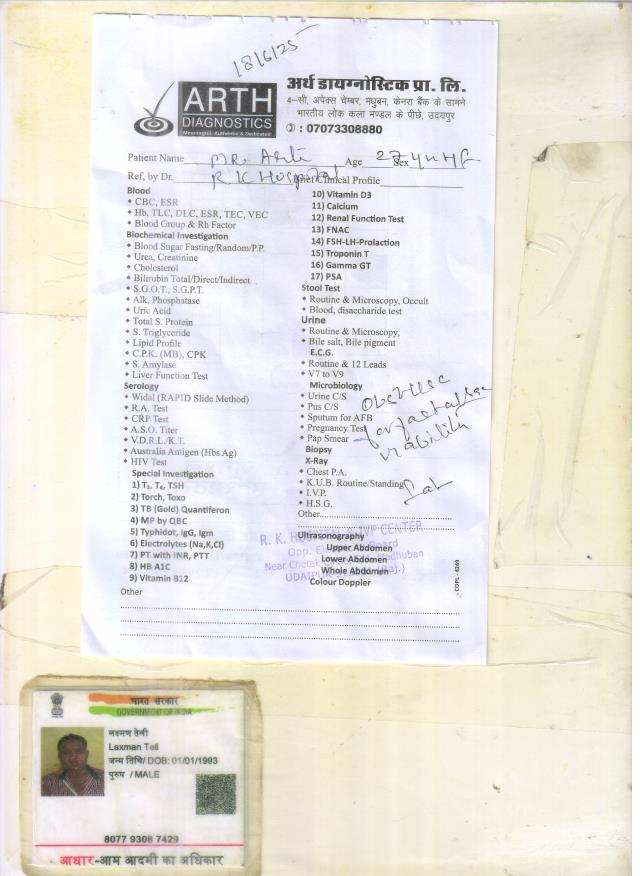 18/6/25
ARTH
DIAGNOSTICS
Meaningful, Authentic & Dedicated
अर्थ डायग्नोस्टिक प्रा. लि.
4-सी, अपेक्स चेम्बर, मधुबन, केनरा बैंक के सामने
भारतीय लोक कला मण्डल के पीछे, उदयपुर
: 07073308880
Patient Name Age 27 Sex
Ref, by Dr. R K Hospital Brief Clinical Profile
Blood
• CBC, ESR
• Hb, TLC, DLC, ESR, TEC, VEC
• Blood Group & Rh Factor
Biochemical Investigation
• Blood Sugar Fasting/Random/P.P.
• Urea, Creatinine
• Cholesterol
• Bilirubin Total/Direct/Indirect
• S.G.O.T., S.G.P.T.
• Alk, Phosphatase
• Uric Acid
• Total S. Protein
• S. Triglyceride
• Lipid Profile
• C.P.K. (MB), CPK
• S. Amylase
• Liver Function Test
Serology
• Widal (RAPID Slide Method)
• R.A. Test
• CRP Test
• A.S.O. Titer
• V.D.R.L./K.T.
• Australia Antigen (Hbs Ag)
• HIV Test
Special Investigation
1) T₃, T₄, TSH
2) Torch, Toxo
3) TB (Gold) Quantiferon
4) MP by QBC
5) Typhidot, IgG, Igm
6) Electrolytes (Na,K,Cl)
7) PT with INR, PTT
8) HB A1C
9) Vitamin B12
Other
10) Vitamin D3
11) Calcium
12) Renal Function Test
13) FNAC
14) FSH-LH-Prolaction
15) Troponin T
16) Gamma GT
17) PSA
Stool Test
• Routine & Microscopy, Occult
• Blood, disaccharide test
Urine
• Routine & Microscopy,
• Bile salt, Bile pigment
E.C.G.
• Routine & 12 Leads
• V7 to V9
Microbiology
• Urine C/S
• Pus C/S
• Sputum for AFB
• Pregnancy Test
• Pap Smear
Biopsy
X-Ray
• Chest P.A.
• K.U.B. Routine/Standing
• I.V.P.
• H.S.G.
Other
viability
R. K. HOSPITAL & IVF CENTER
Ultrasonography
Upper Abdomen
Lower Abdomen
Whole Abdomen
Colour Doppler
COPL - 4249
भारत सरकार
GOVERNMENT OF INDIA
लक्ष्मण तेली
Laxman Teli
जन्म तिथि/ DOB: 01/01/1993
पुरुष / MALE
8077 9308 7429
आधार-आम आदमी का अधिकार